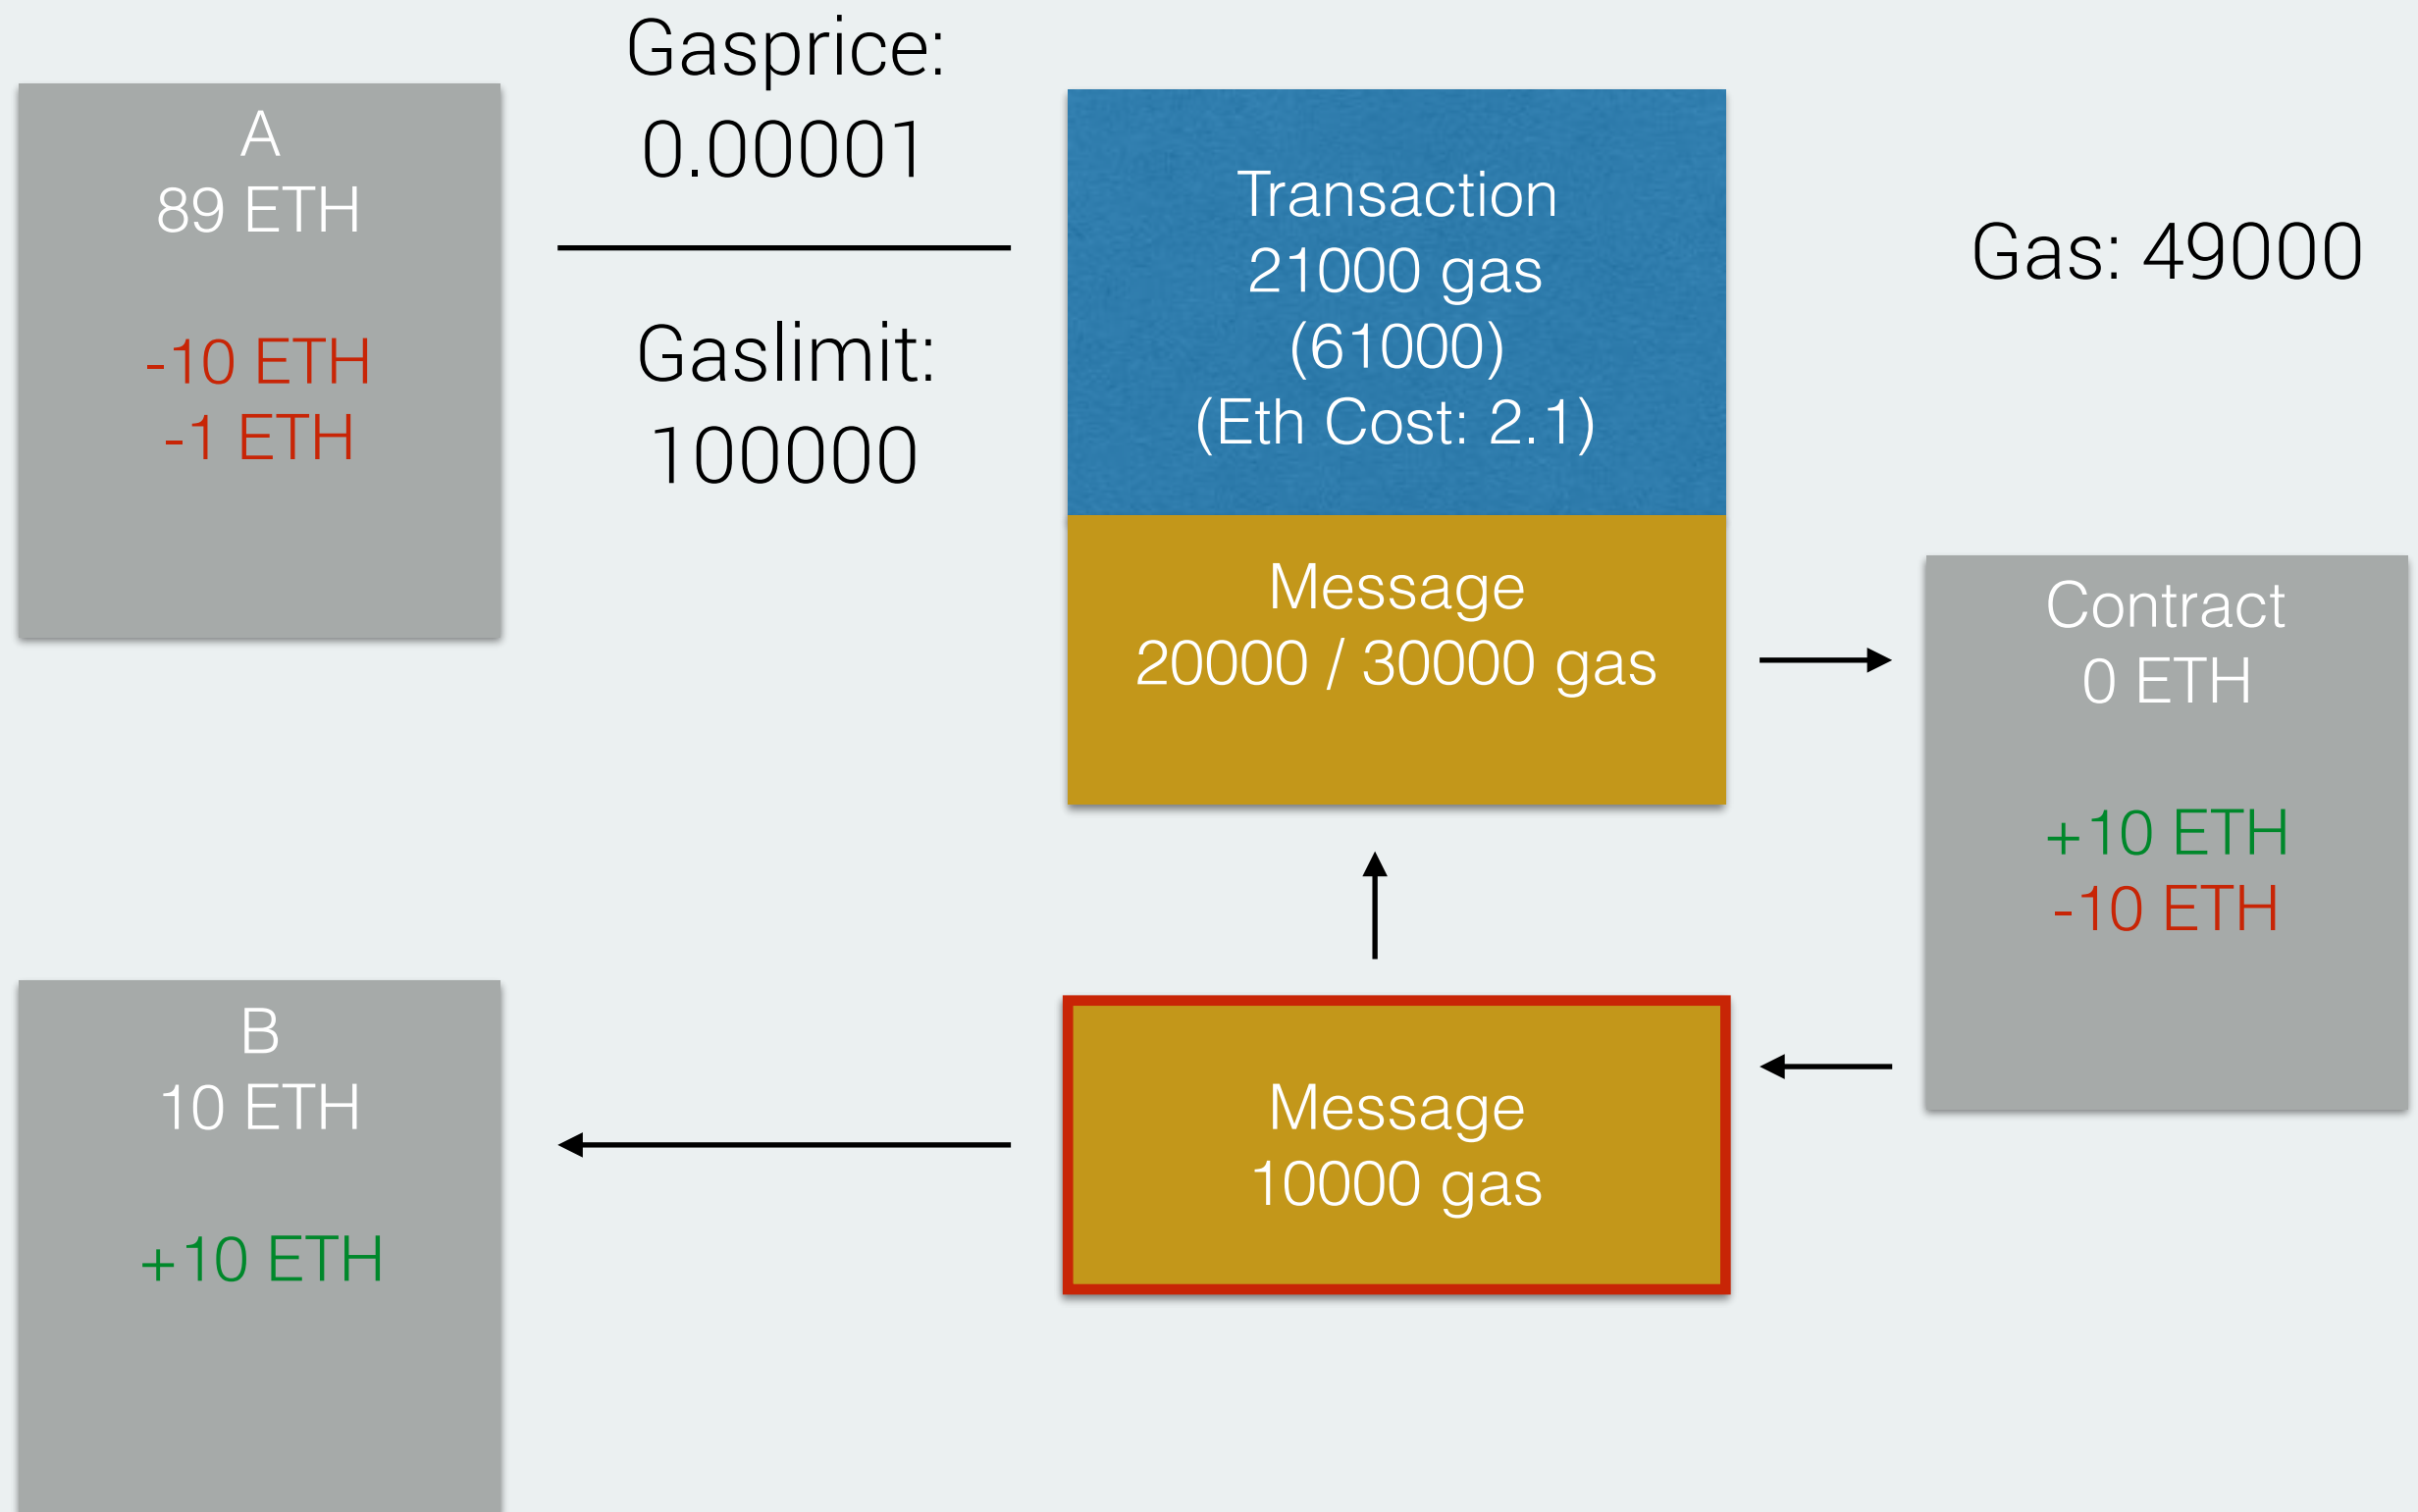 A
89 ETH
-10 ETH
-1 ETH
Gasprice:
0.00001
Gaslimit:
100000
Transaction
21000 gas
(61000)
(Eth Cost: 2.1)
Message
20000 / 30000 gas
Gas: 49000
Contract
0 ETH
+10 ETH
-10 ETH
B
10 ETH
+10 ETH
Message
10000 gas